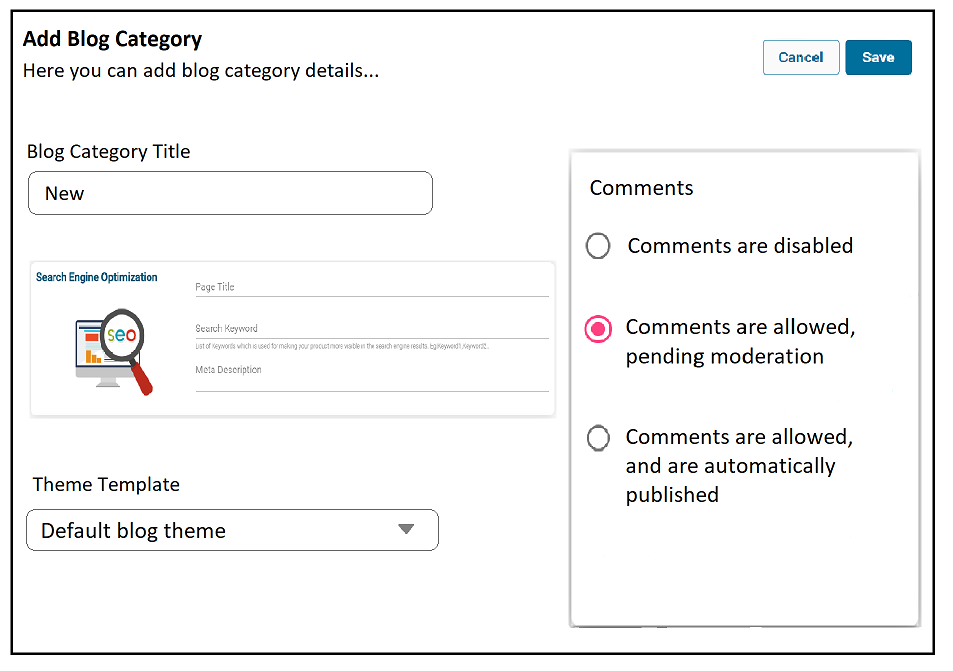 Add Blog Category
Here you can add blog category details...
Cancel
Save
Blog Category Title
New
Search Engine Optimization
seo
Page Title
Search Keyword
List of Keywords which is used for making your product more visible in the search engine results. Eg:Keyword1,Keyword2..
Meta Description
Theme Template
Default blog theme
Comments
Comments are disabled
Comments are allowed,
pending moderation
Comments are allowed,
and are automatically
published